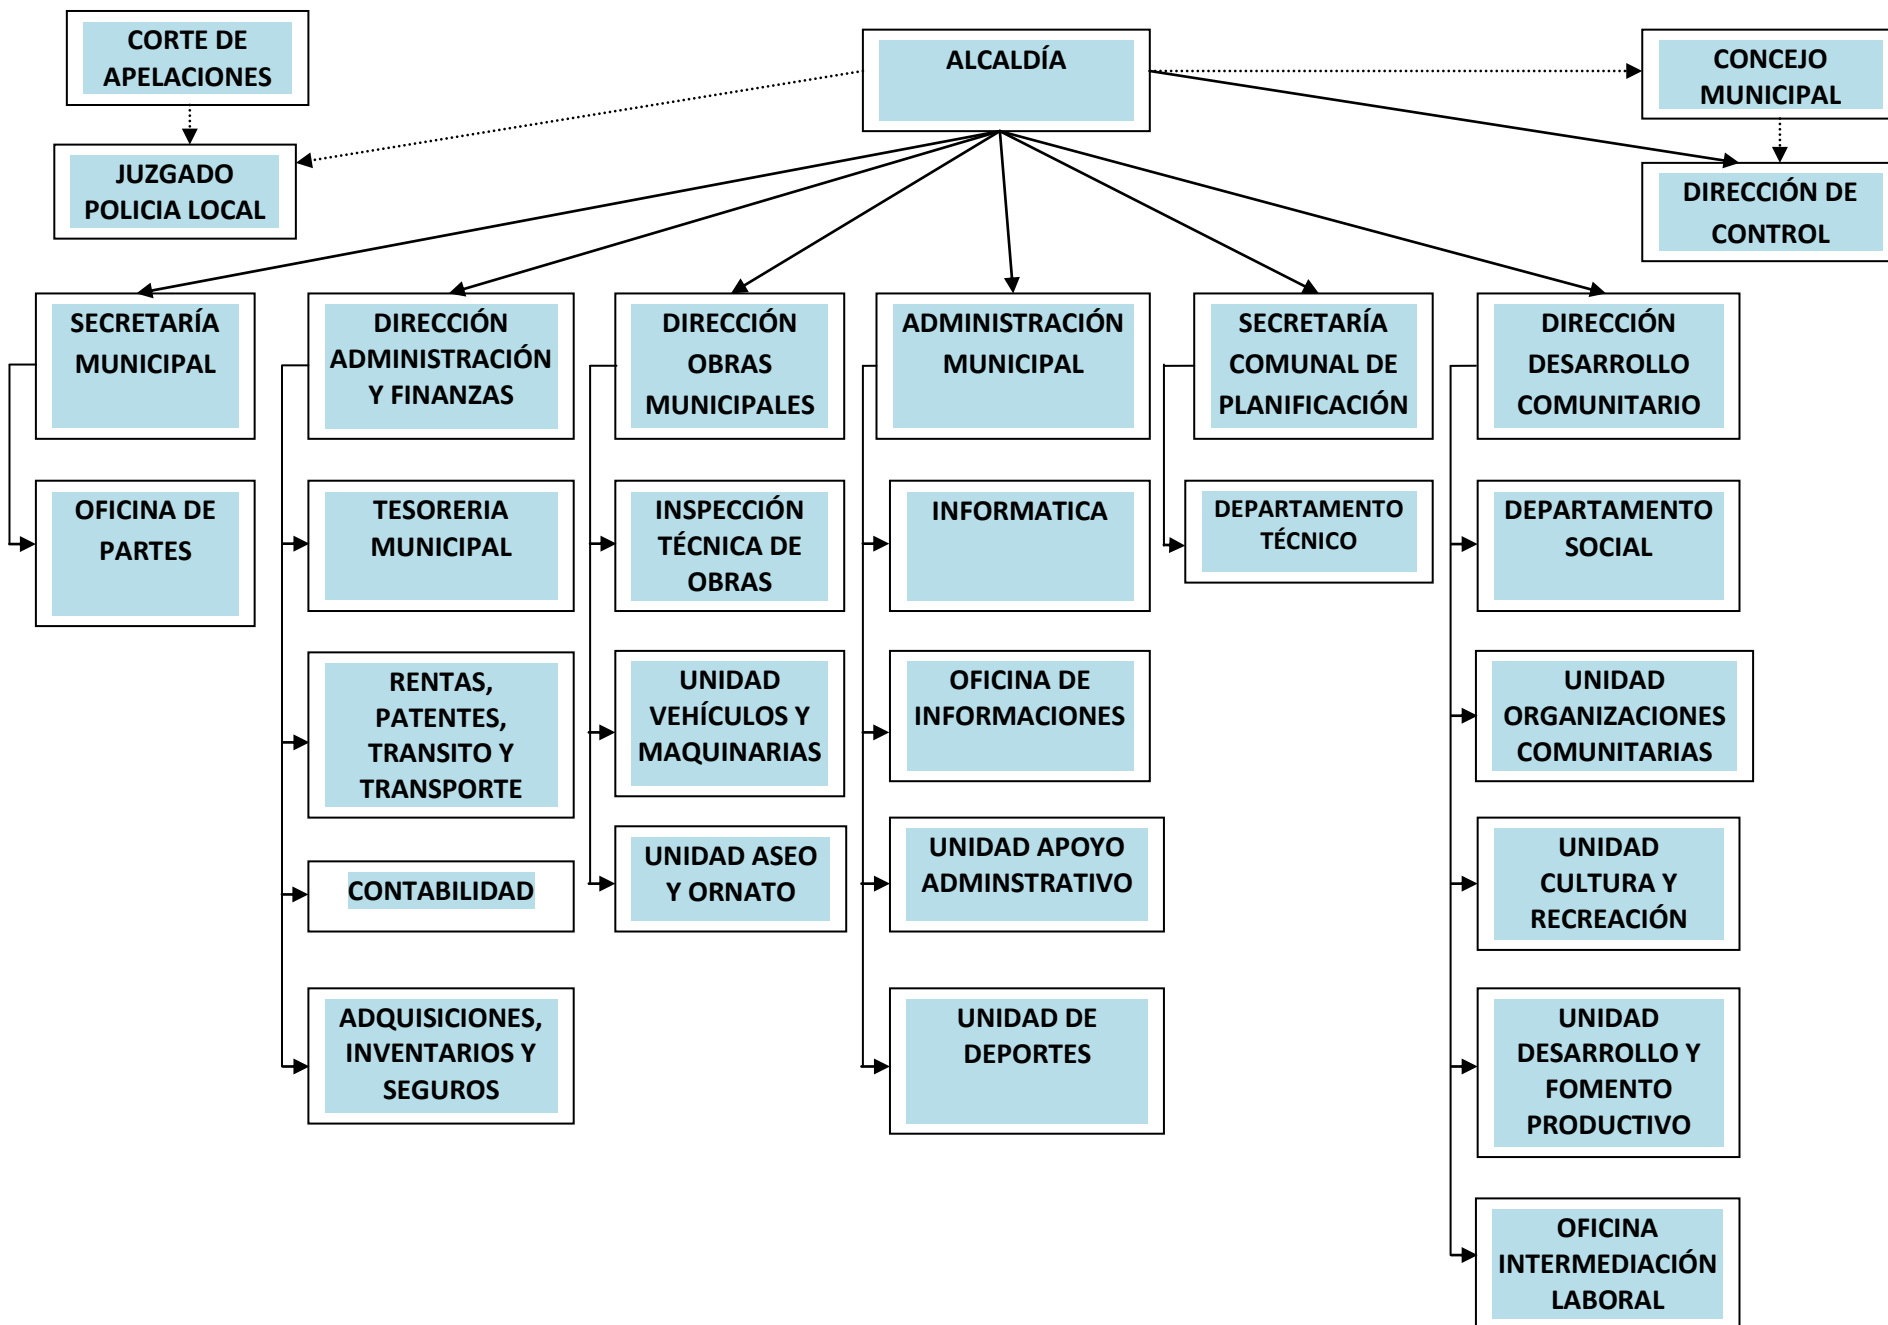 CORTE DE
APELACIONES
ALCALDÍA
CONCEJO
MUNICIPAL
JUZGADO
POLICIA LOCAL
DIRECCIÓN DE
CONTROL
SECRETARÍA
MUNICIPAL
DIRECCIÓN
ADMINISTRACIÓN
Y FINANZAS
DIRECCIÓN
OBRAS
MUNICIPALES
ADMINISTRACIÓN
MUNICIPAL
SECRETARÍA
COMUNAL DE
PLANIFICACIÓN
DIRECCIÓN
DESARROLLO
COMUNITARIO
OFICINA DE
PARTES
TESORERIA
MUNICIPAL
INSPECCIÓN
TÉCNICA DE
OBRAS
INFORMATICA
DEPARTAMENTO
TÉCNICO
DEPARTAMENTO
SOCIAL
RENTAS,
PATENTES,
TRANSITO Y
TRANSPORTE
UNIDAD
VEHÍCULOS Y
MAQUINARIAS
OFICINA DE
INFORMACIONES
UNIDAD
ORGANIZACIONES
COMUNITARIAS
CONTABILIDAD
UNIDAD ASEO
Y ORNATO
UNIDAD APOYO
ADMINSTRATIVO
UNIDAD
CULTURA Y
RECREACIÓN
ADQUISICIONES,
INVENTARIOS Y
SEGUROS
UNIDAD DE
DEPORTES
UNIDAD
DESARROLLO Y
FOMENTO
PRODUCTIVO
OFICINA
INTERMEDIACIÓN
LABORAL